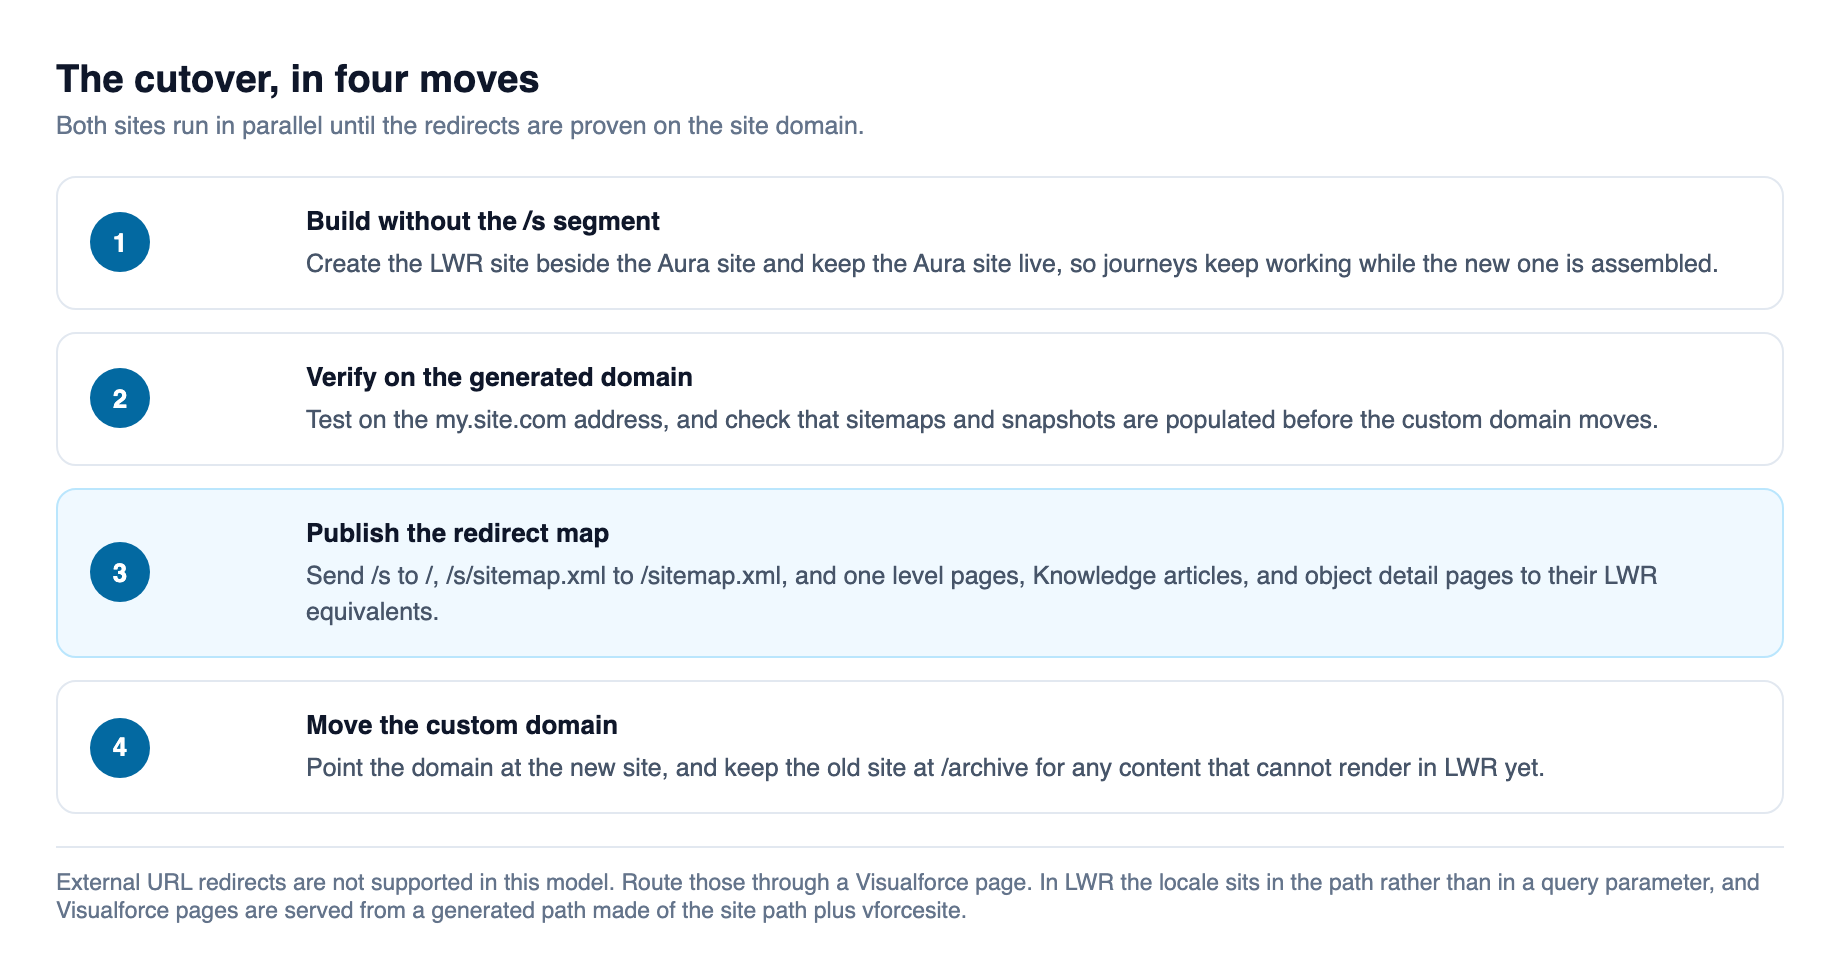 The cutover, in four moves
Both sites run in parallel until the redirects are proven on the site domain.
1
Build without the /s segment
Create the LWR site beside the Aura site and keep the Aura site live, so journeys keep working while the new one is assembled.
2
Verify on the generated domain
Test on the my.site.com address, and check that sitemaps and snapshots are populated before the custom domain moves.
3
Publish the redirect map
Send /s to /, /s/sitemap.xml to /sitemap.xml, and one level pages, Knowledge articles, and object detail pages to their LWR
equivalents.
4
Move the custom domain
Point the domain at the new site, and keep the old site at /archive for any content that cannot render in LWR yet.
External URL redirects are not supported in this model. Route those through a Visualforce page. In LWR the locale sits in the path rather than in a query parameter, and
Visualforce pages are served from a generated path made of the site path plus vforcesite.